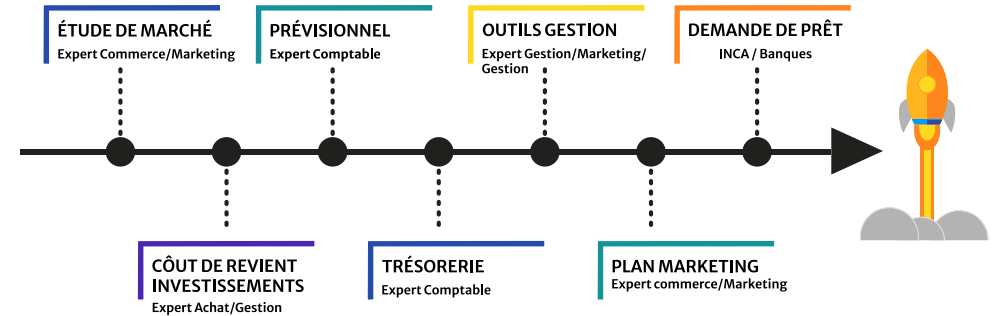 ÉTUDE DE MARCHÉ
Expert Commerce/Marketing
PRÉVISIONNEL
Expert Comptable
OUTILS GESTION
Expert Gestion/Marketing/
Gestion
DEMANDE DE PRÊT
INCA / Banques
CÔUT DE REVIENT
INVESTISSEMENTS
Expert Achat/Gestion
TRÉSORERIE
Expert Comptable
PLAN MARKETING
Expert commerce/Marketing